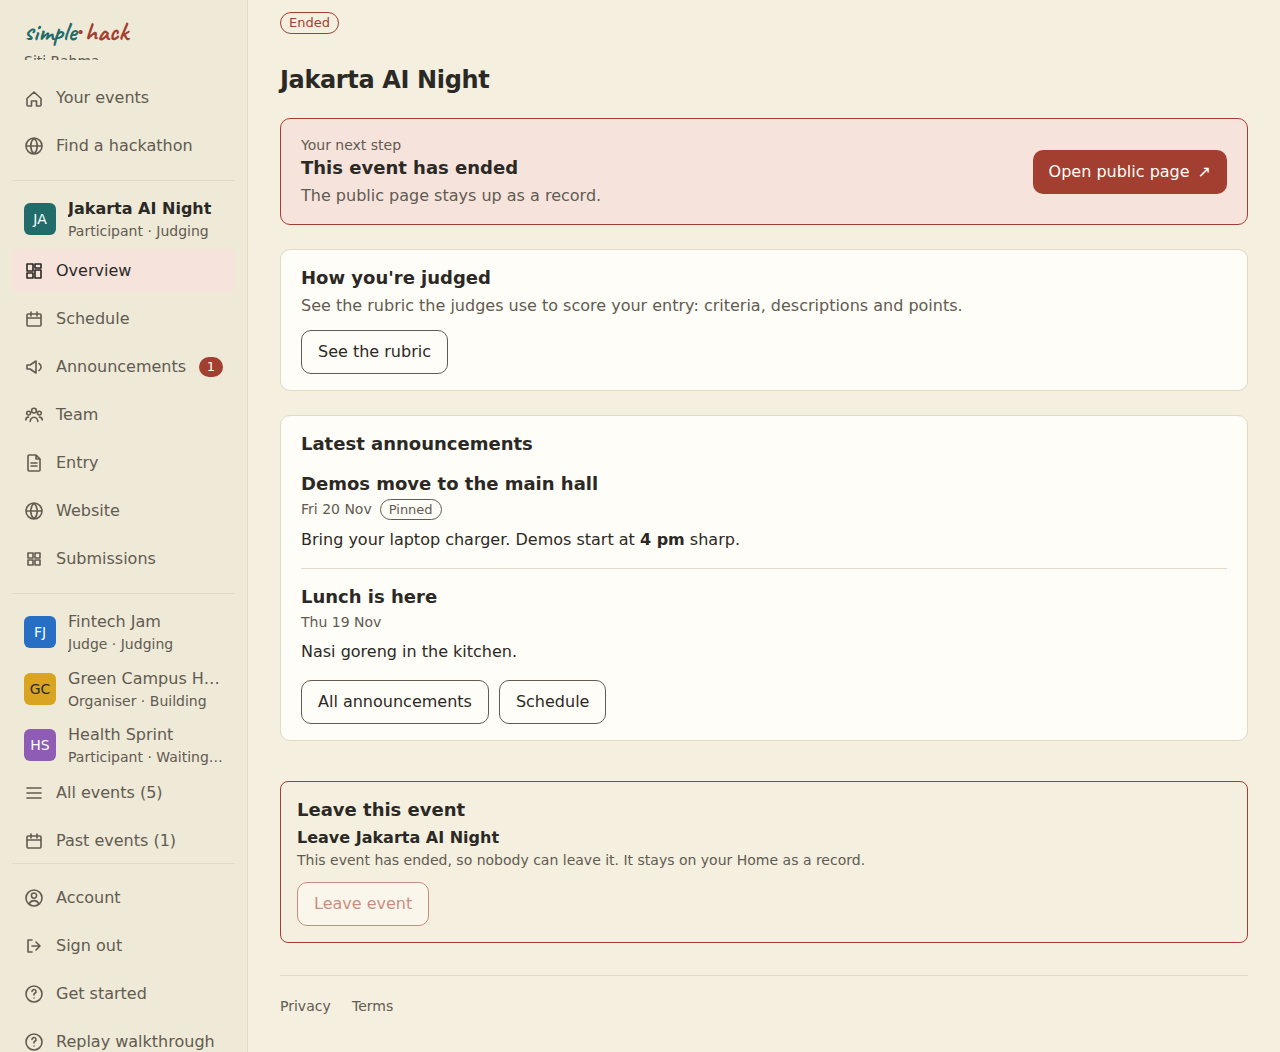 simple·hack
Siti Rahma
Your events
Find a hackathon
JA
Jakarta AI Night
Participant · Judging
Overview
Schedule
Announcements 1
Team
Entry
Website
Submissions
FJ
Fintech Jam
Judge · Judging
GC
Green Campus H…
Organiser · Building
HS
Health Sprint
Participant · Waiting…
All events (5)
Past events (1)
Account
Sign out
Get started
Replay walkthrough
Ended
Jakarta AI Night
Your next step
This event has ended
The public page stays up as a record.
Open public page ↗
How you're judged
See the rubric the judges use to score your entry: criteria, descriptions and points.
See the rubric
Latest announcements
Demos move to the main hall
Fri 20 Nov Pinned
Bring your laptop charger. Demos start at 4 pm sharp.
Lunch is here
Thu 19 Nov
Nasi goreng in the kitchen.
All announcements Schedule
Leave this event
Leave Jakarta AI Night
This event has ended, so nobody can leave it. It stays on your Home as a record.
Leave event
Privacy Terms